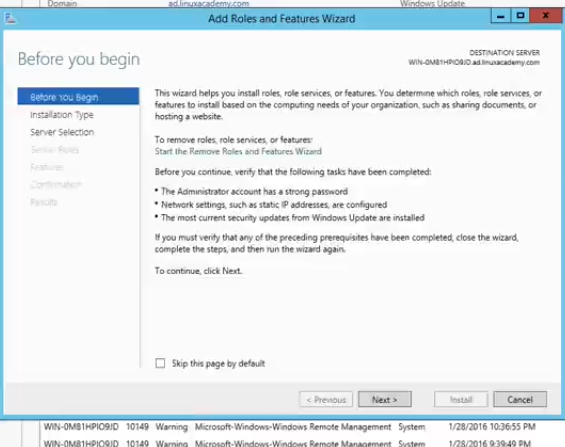 Domain ad.linuxacademy.com Windows Update
Add Roles and Features Wizard
Before you begin
DESTINATION SERVER
WIN-0MB1HPIO9JD.ad.linuxacademy.com
Before You Begin
Installation Type
Server Selection
Server Roles
Features
Confirmation
Results
This wizard helps you install roles, role services, or features. You determine which roles, role services, or
features to install based on the computing needs of your organization, such as sharing documents, or
hosting a website.
To remove roles, role services, or features:
Start the Remove Roles and Features Wizard
Before you continue, verify that the following tasks have been completed:
• The Administrator account has a strong password
• Network settings, such as static IP addresses, are configured
• The most current security updates from Windows Update are installed
If you must verify that any of the preceding prerequisites have been completed, close the wizard,
complete the steps, and then run the wizard again.
To continue, click Next.
Skip this page by default
< Previous Next > Install Cancel
WIN-0MB1HPIO9JD 10149 Warning Microsoft-Windows-Windows Remote Management System 1/28/2016 10:36:55 PM
WIN-0MB1HPIO9JD 10149 Warning Microsoft-Windows-Windows Remote Management System 1/28/2016 9:39:49 PM